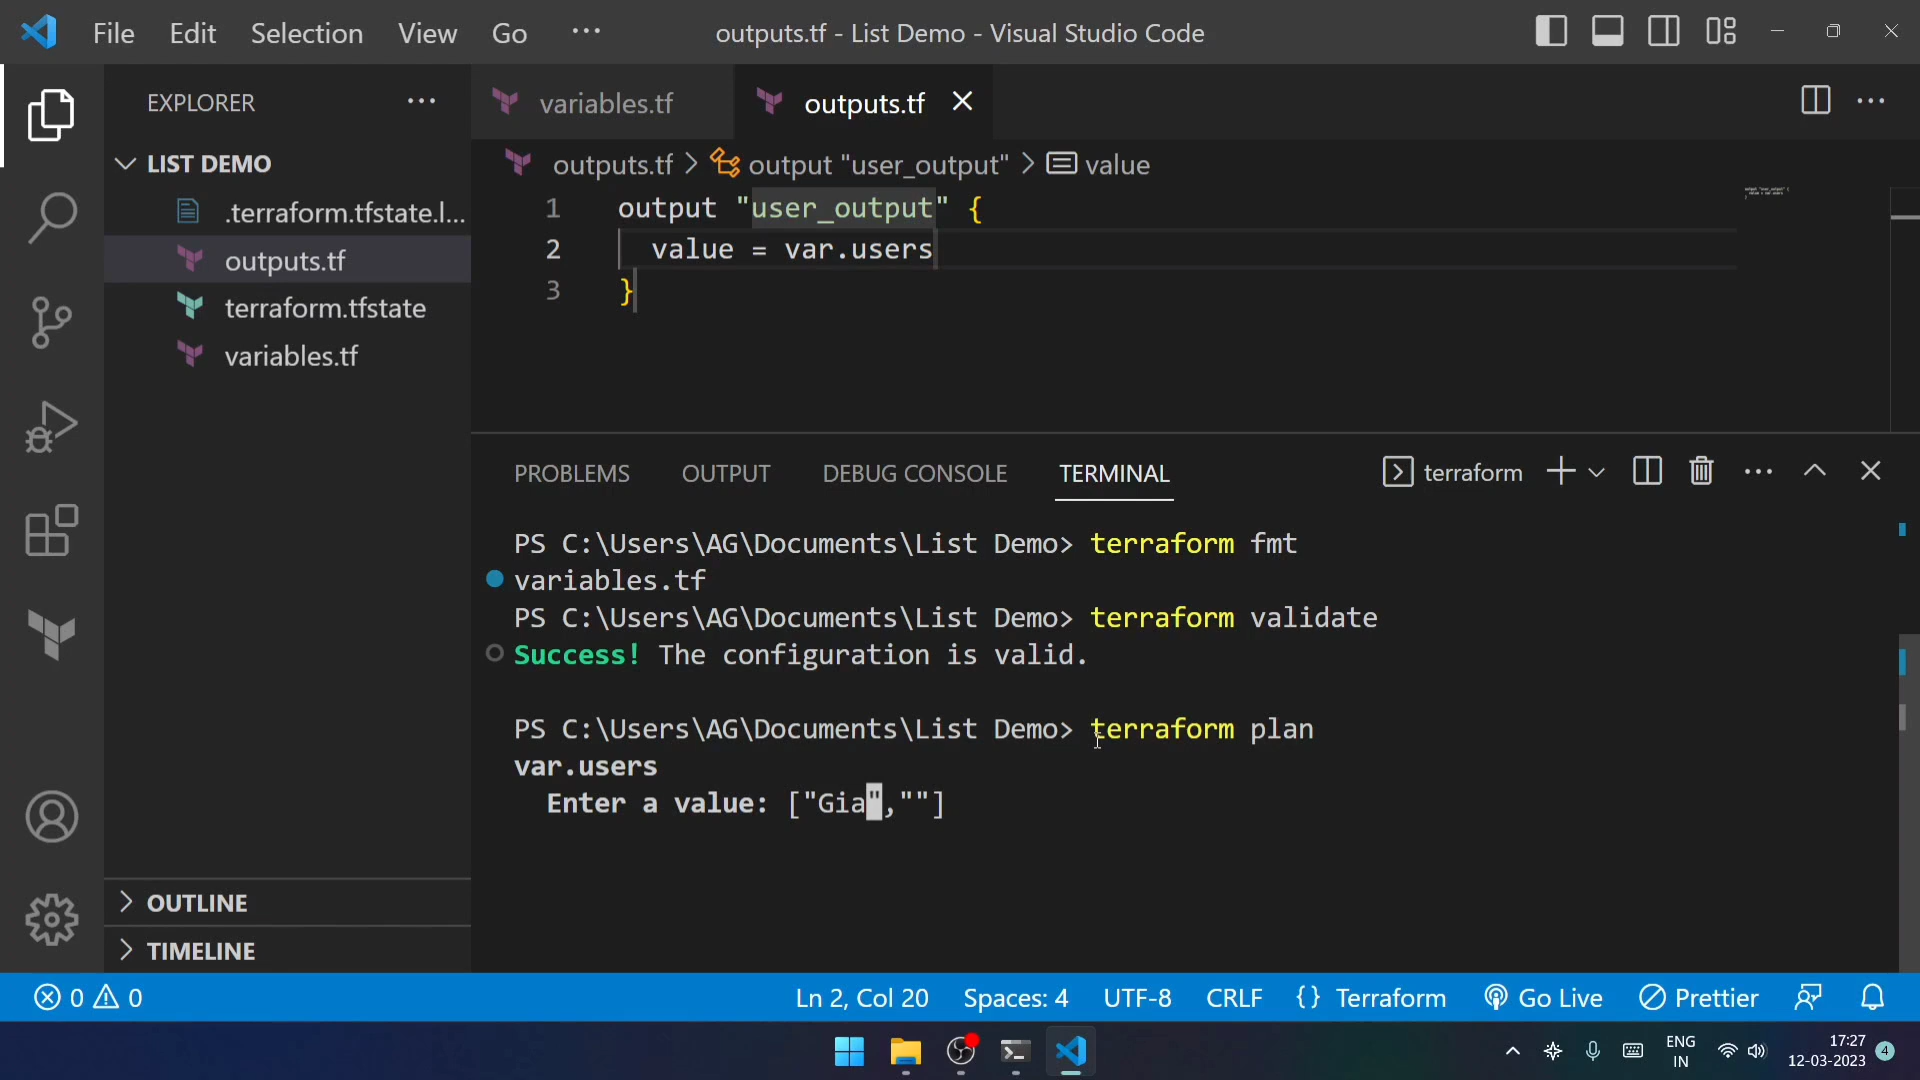 File Edit Selection View Go ···
outputs.tf - List Demo - Visual Studio Code
EXPLORER ···
LIST DEMO
.terraform.tfstate.l...
outputs.tf
terraform.tfstate
variables.tf
OUTLINE
TIMELINE
variables.tf
outputs.tf
outputs.tf > output "user_output" > value
1 output "user_output" {
2 value = var.users
3 }
PROBLEMS OUTPUT DEBUG CONSOLE TERMINAL
terraform
PS C:\Users\AG\Documents\List Demo> terraform fmt
variables.tf
PS C:\Users\AG\Documents\List Demo> terraform validate
Success! The configuration is valid.
PS C:\Users\AG\Documents\List Demo> terraform plan
var.users
Enter a value: ["Gia",""]
0 0
Ln 2, Col 20 Spaces: 4 UTF-8 CRLF {} Terraform Go Live Prettier
ENG
IN
17:27
12-03-2023
4